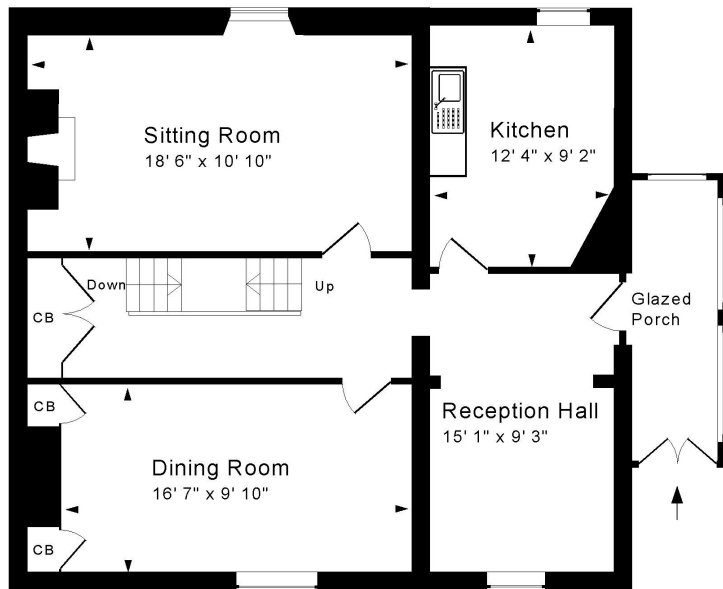 Sitting Room
18' 6" x 10' 10"
Kitchen
12' 4" x 9' 2"
Down
Up
CB
Glazed
Porch
CB
Reception Hall
15' 1" x 9' 3"
Dining Room
16' 7" x 9' 10"
CB